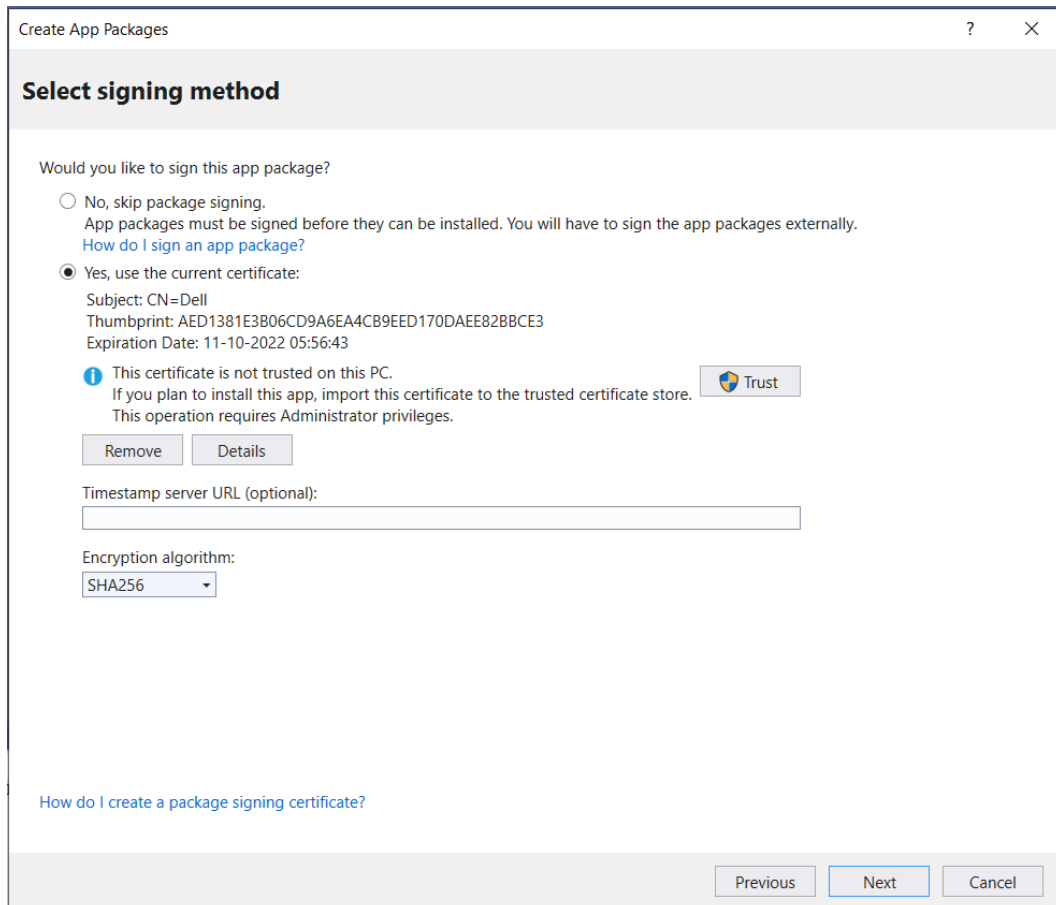 Create App Packages
?
Select signing method
Would you like to sign this app package?
No, skip package signing.
App packages must be signed before they can be installed. You will have to sign the app packages externally.
How do I sign an app package?
Yes, use the current certificate:
Subject: CN=Dell
Thumbprint: AED1381E3B06CD9A6EA4CB9EED170DAEE82BBCE3
Expiration Date: 11-10-2022 05:56:43
This certificate is not trusted on this PC.
If you plan to install this app, import this certificate to the trusted certificate store.
This operation requires Administrator privileges.
Trust
Remove Details
Timestamp server URL (optional):
Encryption algorithm:
SHA256
How do I create a package signing certificate?
Previous Next Cancel